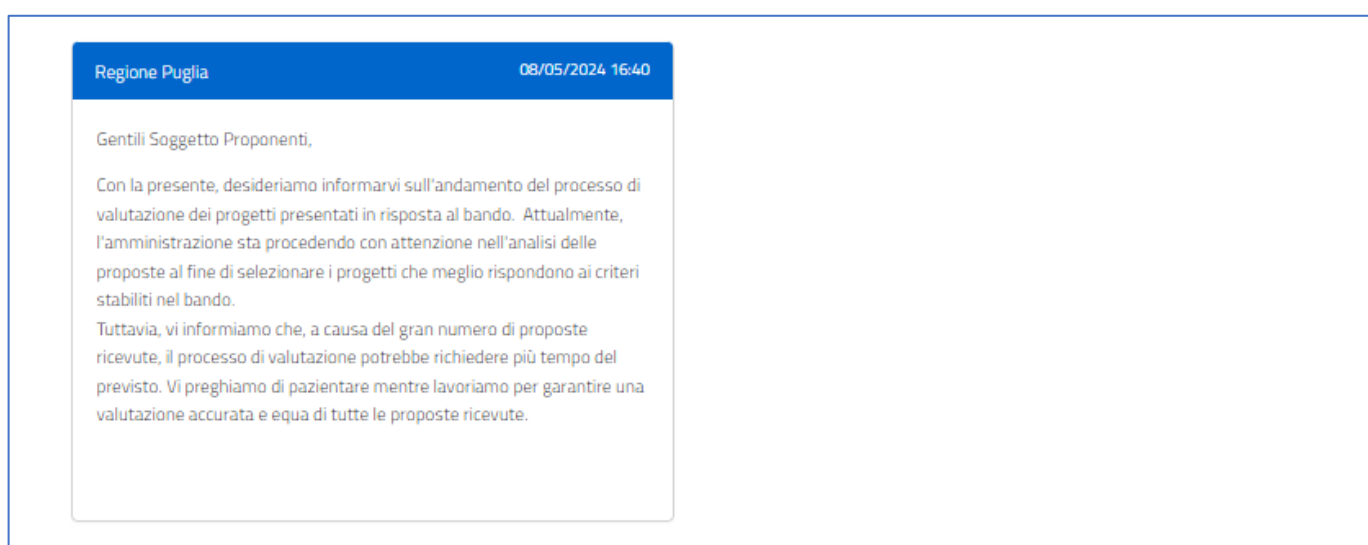 Regione Puglia 08/05/2024 16:40
Gentili Soggetto Proponenti,
Con la presente, desideriamo informarvi sull'andamento del processo di
valutazione dei progetti presentati in risposta al bando. Attualmente,
l'amministrazione sta procedendo con attenzione nell'analisi delle
proposte al fine di selezionare i progetti che meglio rispondono ai criteri
stabiliti nel bando.
Tuttavia, vi informiamo che, a causa del gran numero di proposte
ricevute, il processo di valutazione potrebbe richiedere più tempo del
previsto. Vi preghiamo di pazientare mentre lavoriamo per garantire una
valutazione accurata e equa di tutte le proposte ricevute.